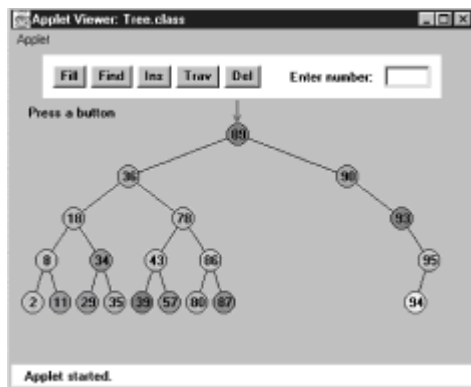 Applet Viewer: Tree.class
Applet
Fill Find Ins Trav Del Enter number:
Press a button
89
36 90
18 78 93
8 34 43 86 95
2 11 29 35 39 57 80 87 94
Applet started.